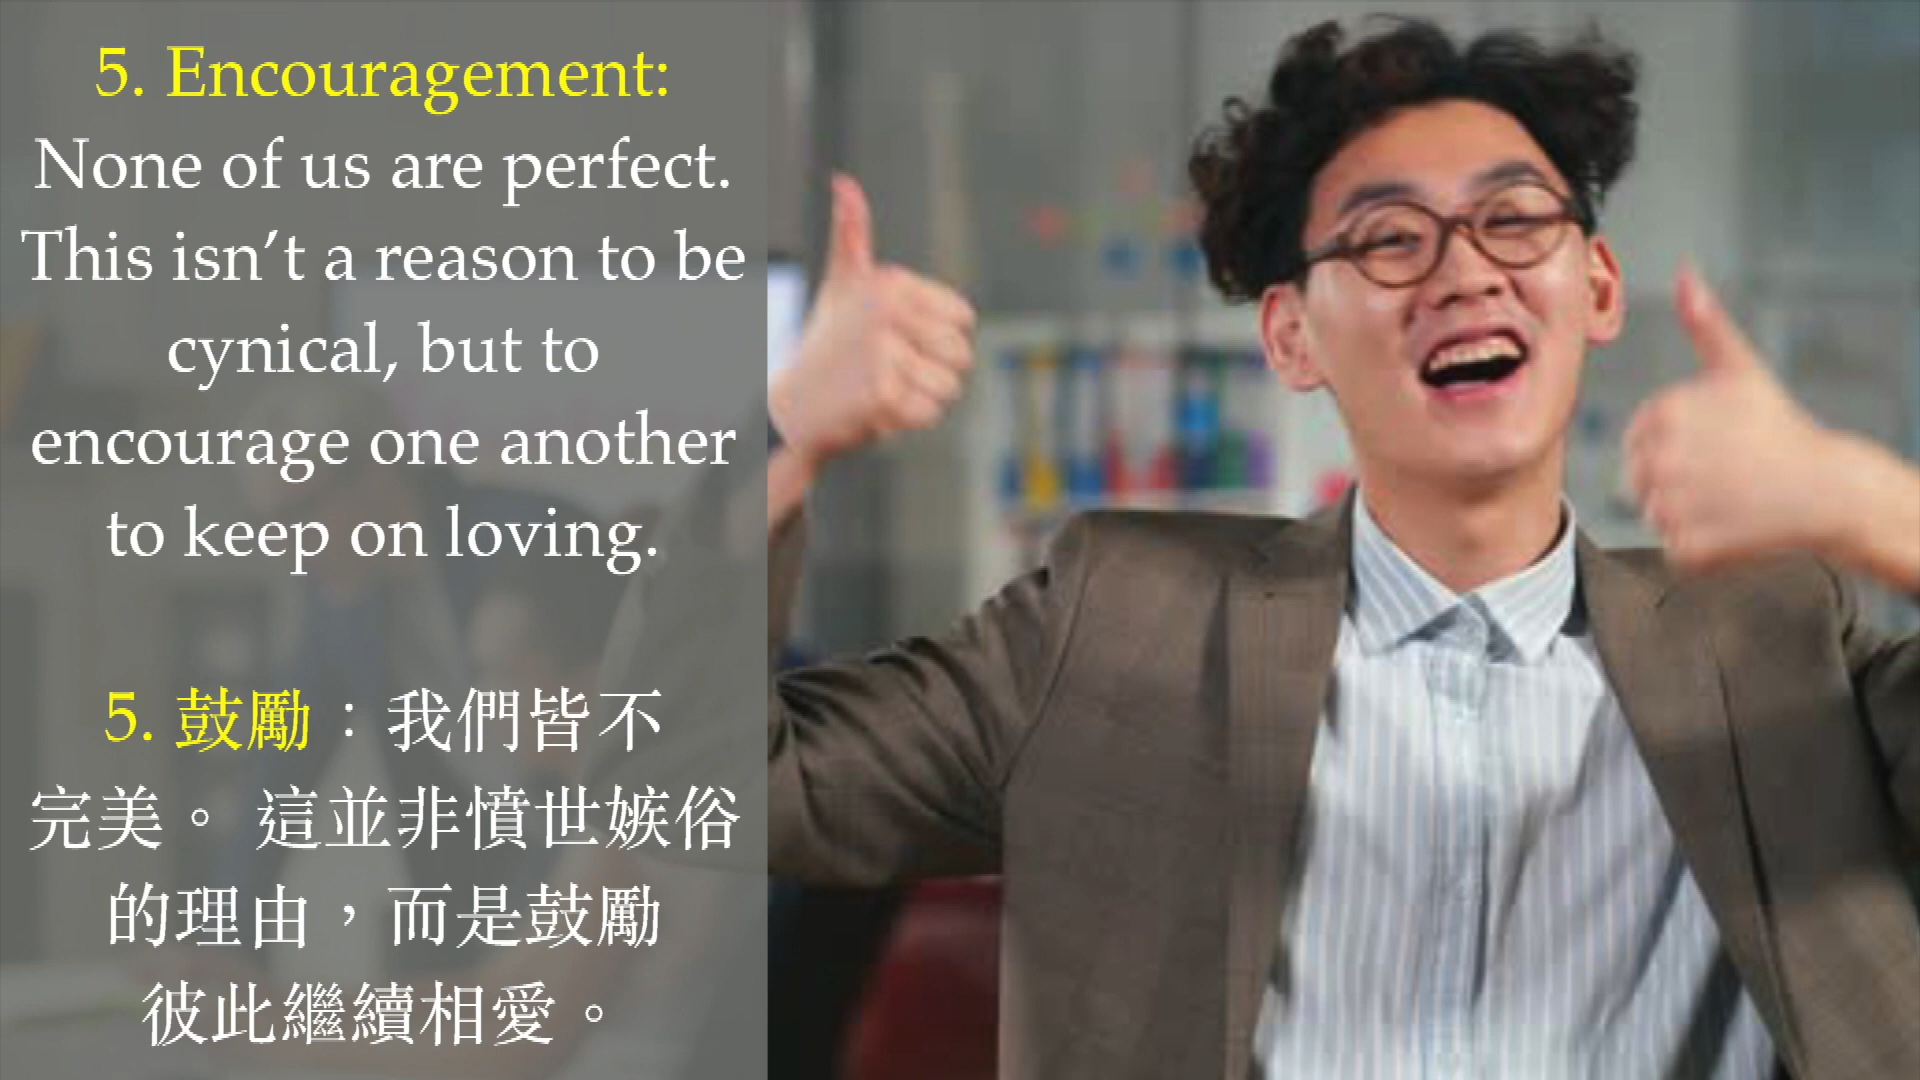 5. Encouragement:
None of us are perfect.
This isn’t a reason to be
cynical, but to
encourage one another
to keep on loving.
5. 鼓勵：我們皆不
完美。 這並非憤世嫉俗
的理由，而是鼓勵
彼此繼續相愛。